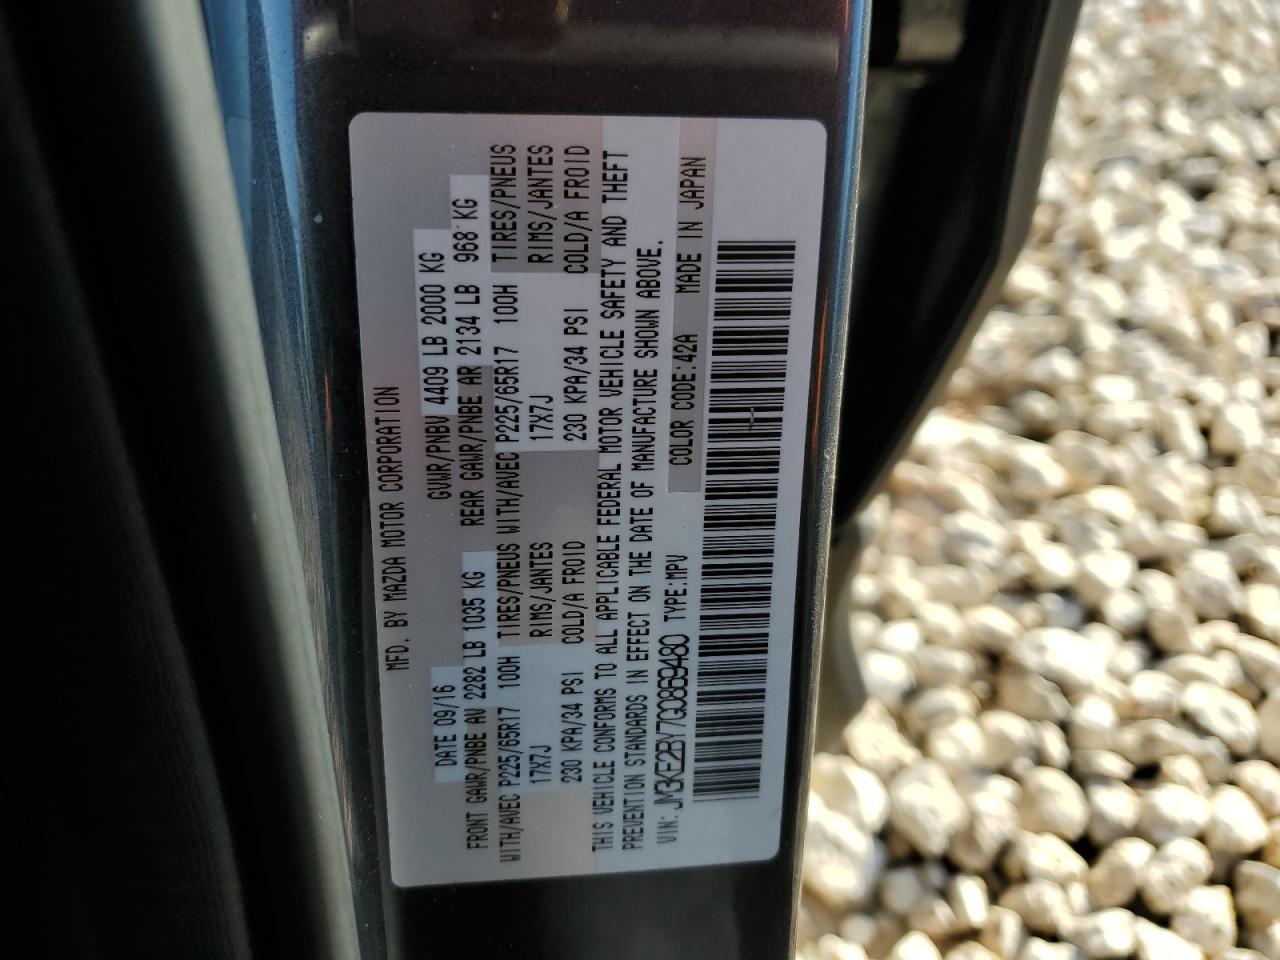 MFD. BY MAZDA MOTOR CORPORATION
DATE 09/16 GVWR/PNBV 4409 LB 2000 KG
FRONT GAWR/PNBE AV 2282 LB 1035 KG REAR GAWR/PNBE AR 2134 LB 968 KG
WITH/AVEC P225/65R17 100H TIRES/PNEUS WITH/AVEC P225/65R17 100H TIRES/PNEUS
17X7J RIMS/JANTES 17X7J RIMS/JANTES
230 KPA/34 PSI COLD/A FROID 230 KPA/34 PSI COLD/A FROID
THIS VEHICLE CONFORMS TO ALL APPLICABLE FEDERAL MOTOR VEHICLE SAFETY AND THEFT
PREVENTION STANDARDS IN EFFECT ON THE DATE OF MANUFACTURE SHOWN ABOVE.
VIN: JM3KE2BY7G0869480 TYPE:MPV COLOR CODE:42A MADE IN JAPAN